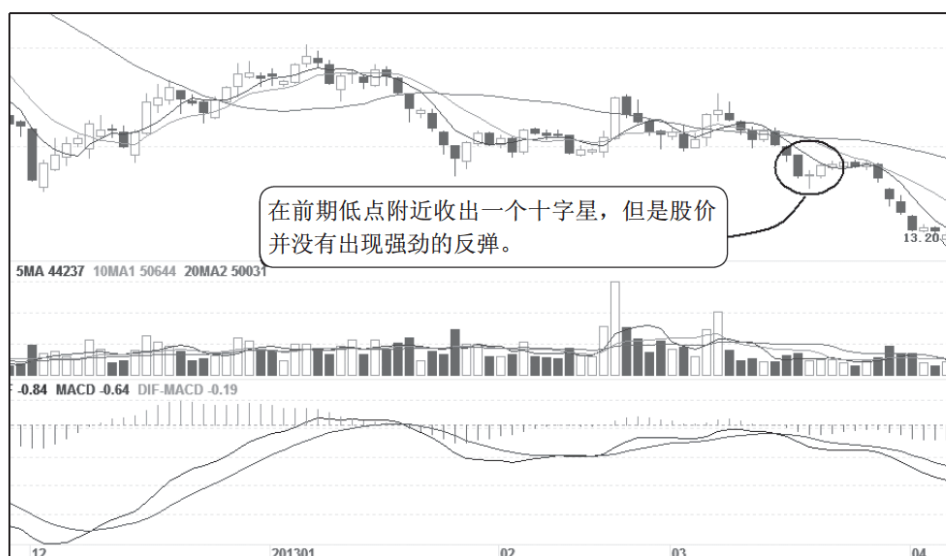 在前期低点附近收出一个十字星，但是股价
并没有出现强劲的反弹。
13.20
5MA 44237 10MA1 50644 20MA2 50031
-0.84 MACD -0.64 DIF-MACD -0.19
12 201301 02 03 04